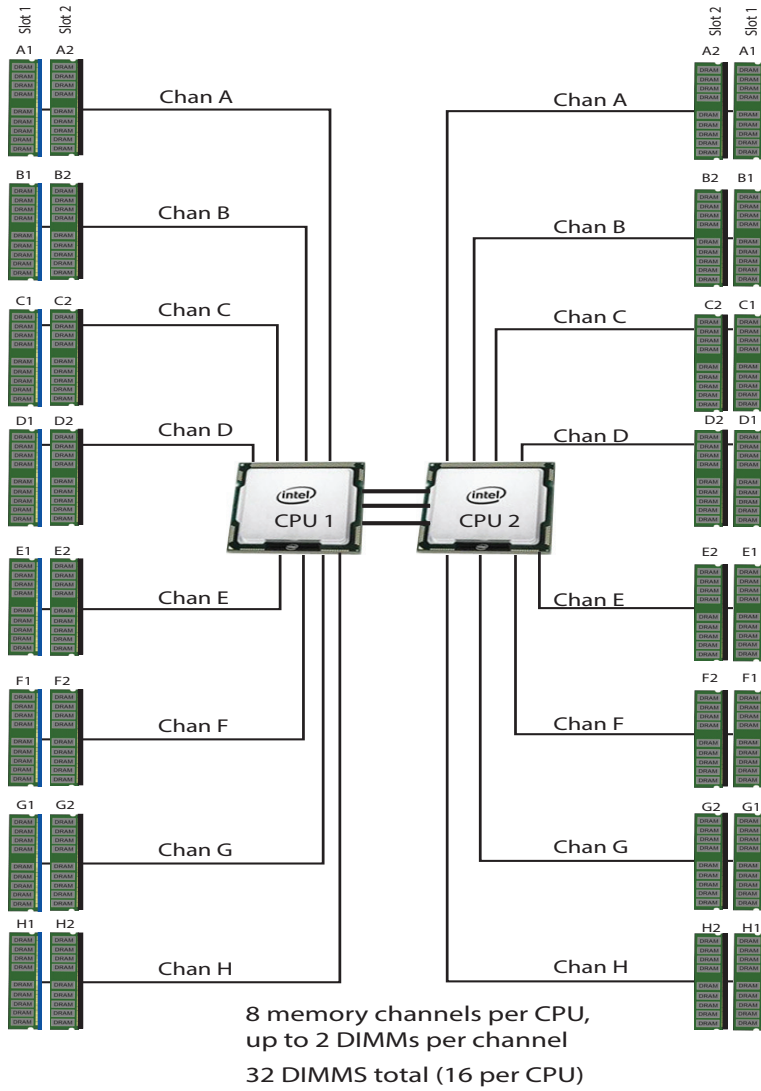 Slot 1 Slot 2 Slot 2 Slot 1
A1 A2 A2 A1
Chan A Chan A
B1 B2 B2 B1
Chan B Chan B
C1 C2 C2 C1
Chan C Chan C
D1 D2 D2 D1
Chan D Chan D
intel intel
CPU 1 CPU 2
E1 E2 E2 E1
Chan E Chan E
F1 F2 F2 F1
Chan F Chan F
G1 G2 G2 G1
Chan G Chan G
H1 H2 H2 H1
Chan H Chan H
DRAM
8 memory channels per CPU,
up to 2 DIMMs per channel
32 DIMMS total (16 per CPU)